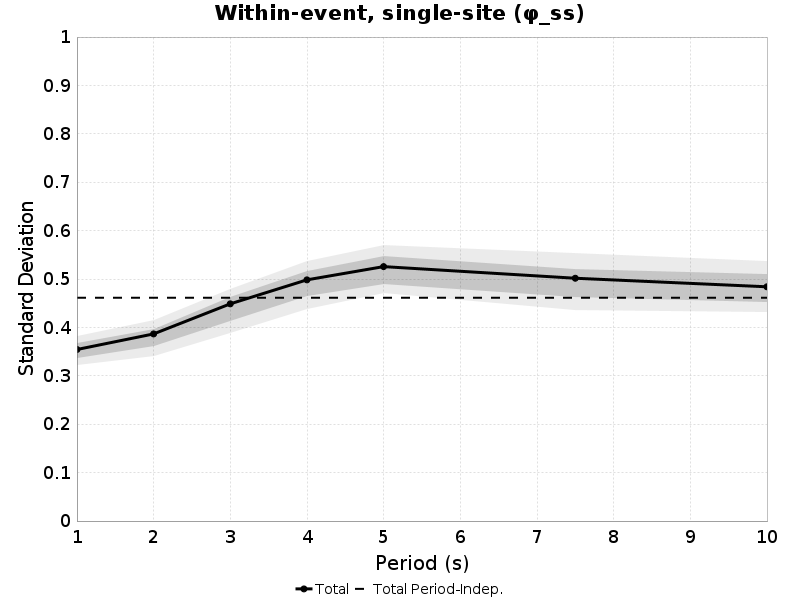 Within-event, single-site (φ_ss)
1
0.9
0.8
0.7
0.6
0.5
0.4
0.3
0.2
0.1
0
Standard Deviation
1 2 3 4 5 6 7 8 9 10
Period (s)
Total Total Period-Indep.